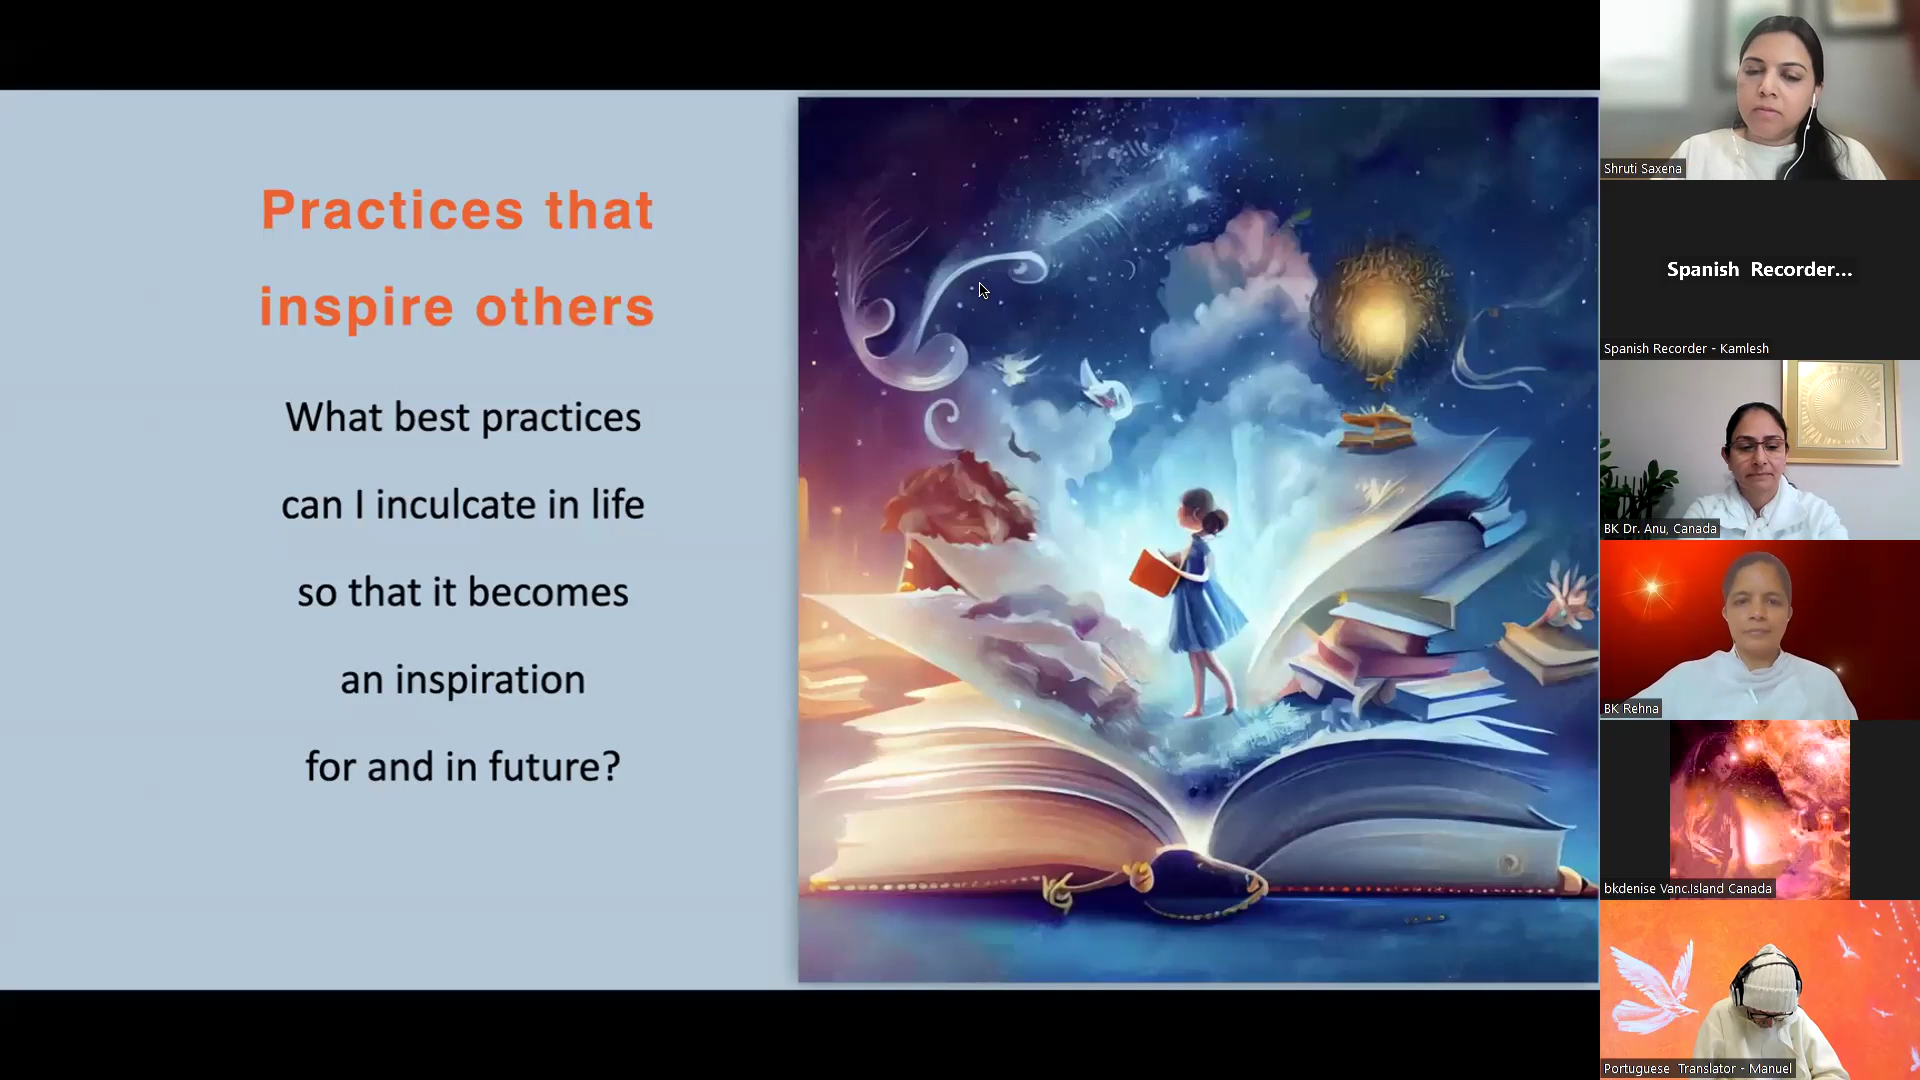 Practices that
inspire others
What best practices
can I inculcate in life
so that it becomes
an inspiration
for and in future?
Shruti Saxena
Spanish Recorder...
Spanish Recorder - Kamlesh
BK Dr. Anu, Canada
BK Rehna
bkdenise Vanc.Island Canada
Portuguese Translator - Manuel